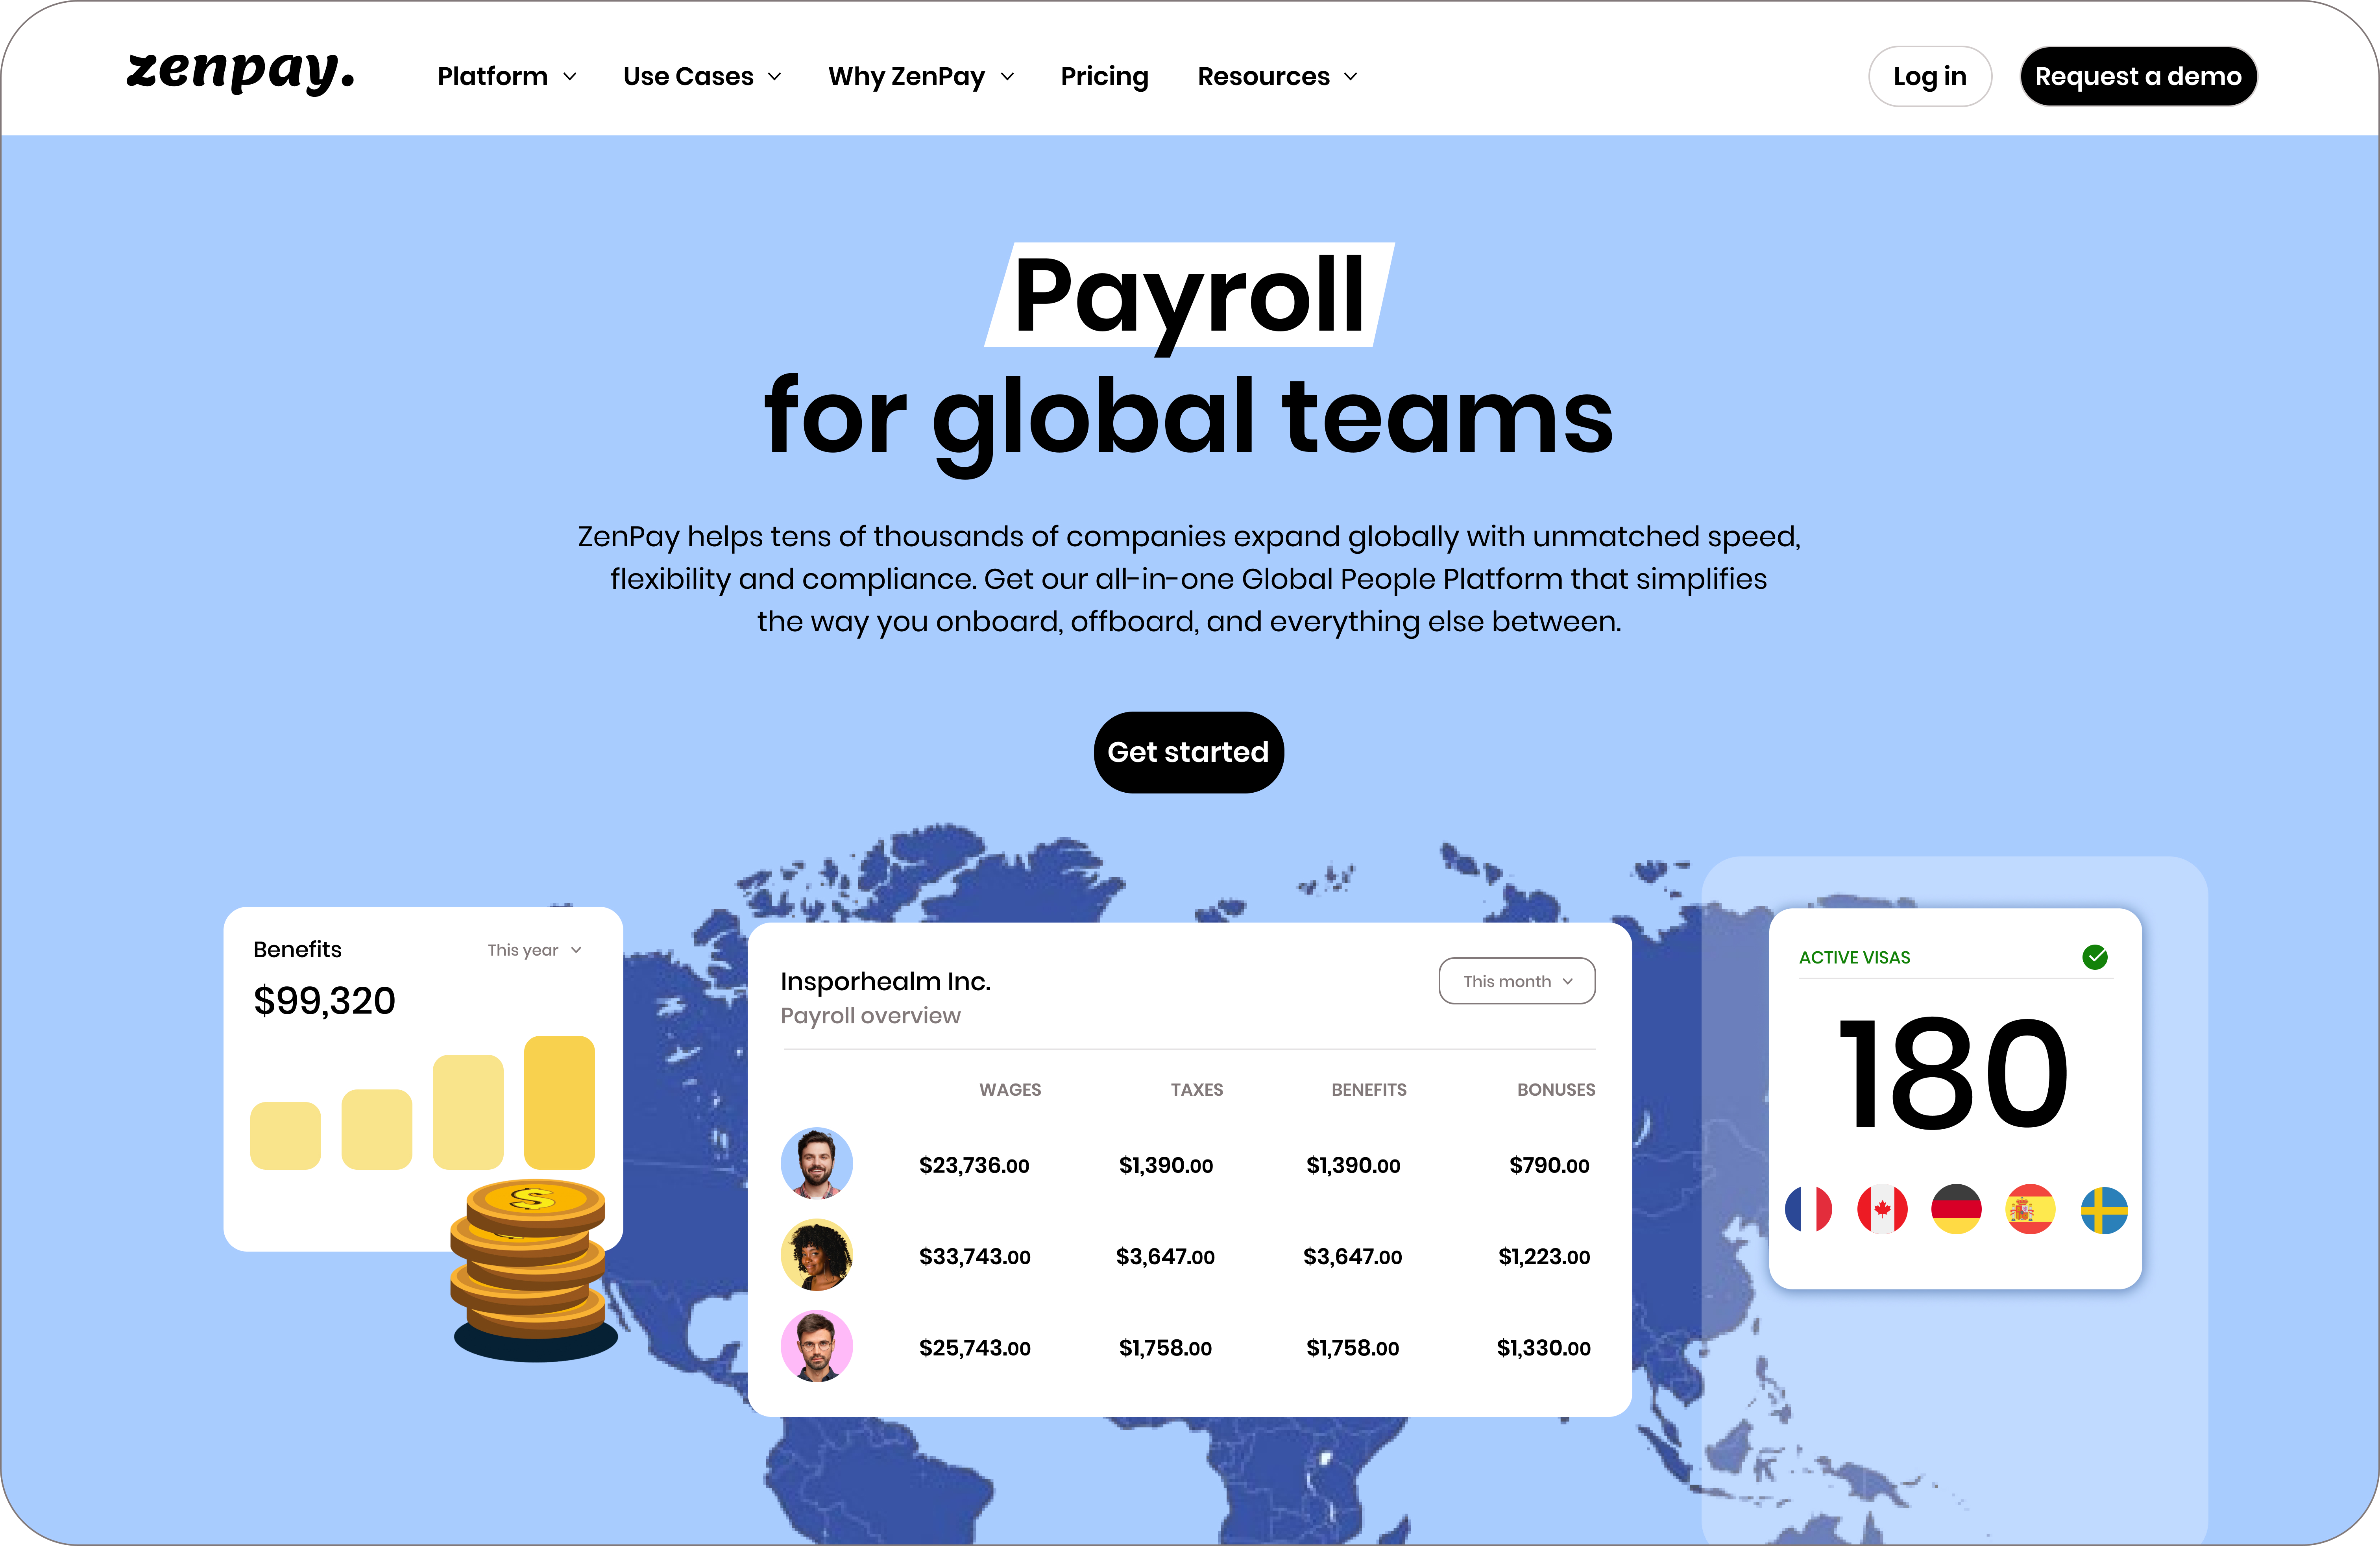 zenpay.
Platform
Use Cases
Why ZenPay
Pricing
Resources
Log in
Request a demo
Payroll
for global teams
ZenPay helps tens of thousands of companies expand globally with unmatched speed,
flexibility and compliance. Get our all-in-one Global People Platform that simplifies
the way you onboard, offboard, and everything else between.
Get started
Benefits
This year
$99,320
$
Insporhealm Inc.
This month
Payroll overview
WAGES TAXES BENEFITS BONUSES
$23,736.00 $1,390.00 $1,390.00 $790.00
$33,743.00 $3,647.00 $3,647.00 $1,223.00
$25,743.00 $1,758.00 $1,758.00 $1,330.00
ACTIVE VISAS
180